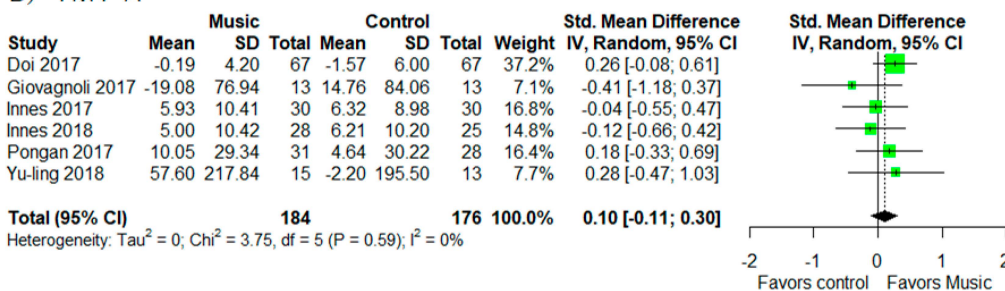 Music Control Std. Mean Difference Std. Mean Difference
Study Mean SD Total Mean SD Total Weight IV, Random, 95% CI IV, Random, 95% CI
Doi 2017 -0.19 4.20 67 -1.57 6.00 67 37.2% 0.26 [-0.08; 0.61]
Giovagnoli 2017 -19.08 76.94 13 14.76 84.06 13 7.1% -0.41 [-1.18; 0.37]
Innes 2017 5.93 10.41 30 6.32 8.98 30 16.8% -0.04 [-0.55; 0.47]
Innes 2018 5.00 10.42 28 6.21 10.20 25 14.8% -0.12 [-0.66; 0.42]
Pongan 2017 10.05 29.34 31 4.64 30.22 28 16.4% 0.18 [-0.33; 0.69]
Yu-ling 2018 57.60 217.84 15 -2.20 195.50 13 7.7% 0.28 [-0.47; 1.03]
Total (95% CI) 184 176 100.0% 0.10 [-0.11; 0.30]
Heterogeneity: Tau² = 0; Chi² = 3.75, df = 5 (P = 0.59); I² = 0%
-2 -1 0 1 2
Favors control Favors Music